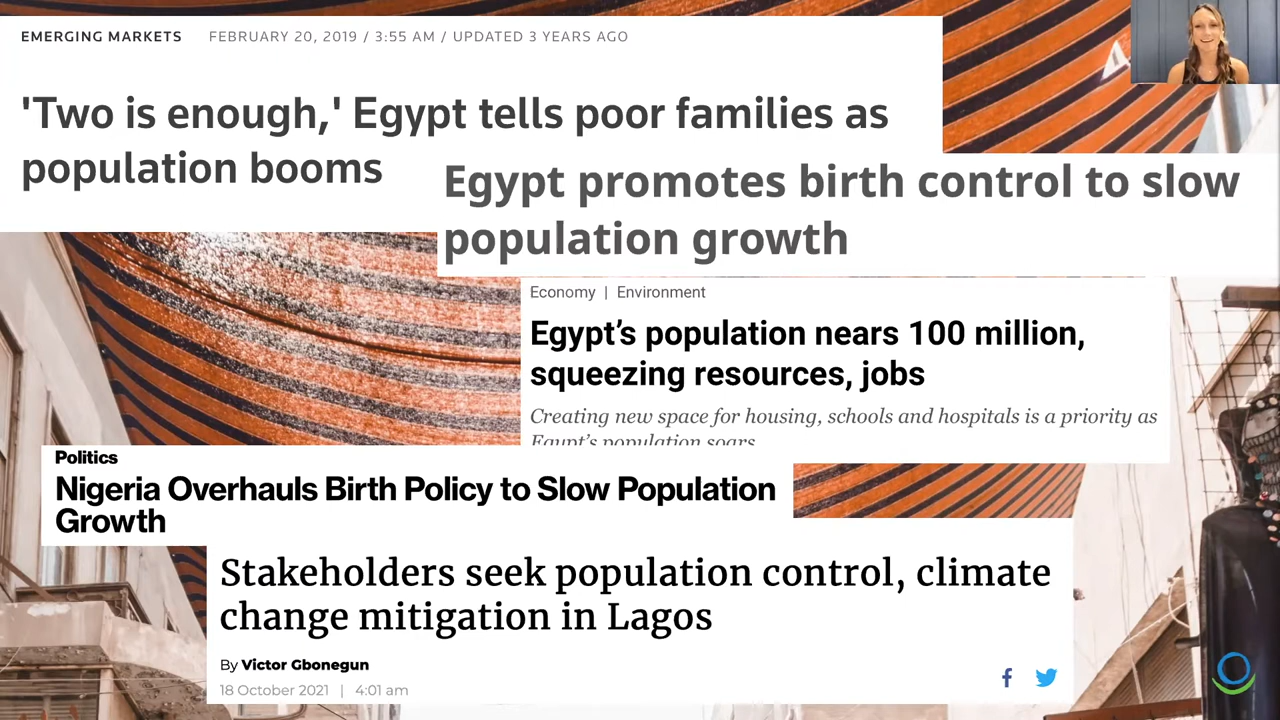 EMERGING MARKETS FEBRUARY 20, 2019 / 3:55 AM / UPDATED 3 YEARS AGO
'Two is enough,' Egypt tells poor families as
population booms
Egypt promotes birth control to slow
population growth
Economy | Environment
Egypt's population nears 100 million,
squeezing resources, jobs
Creating new space for housing, schools and hospitals is a priority as
Egypt's population soars
Politics
Nigeria Overhauls Birth Policy to Slow Population
Growth
Stakeholders seek population control, climate
change mitigation in Lagos
By Victor Gbonegun
18 October 2021 | 4:01 am